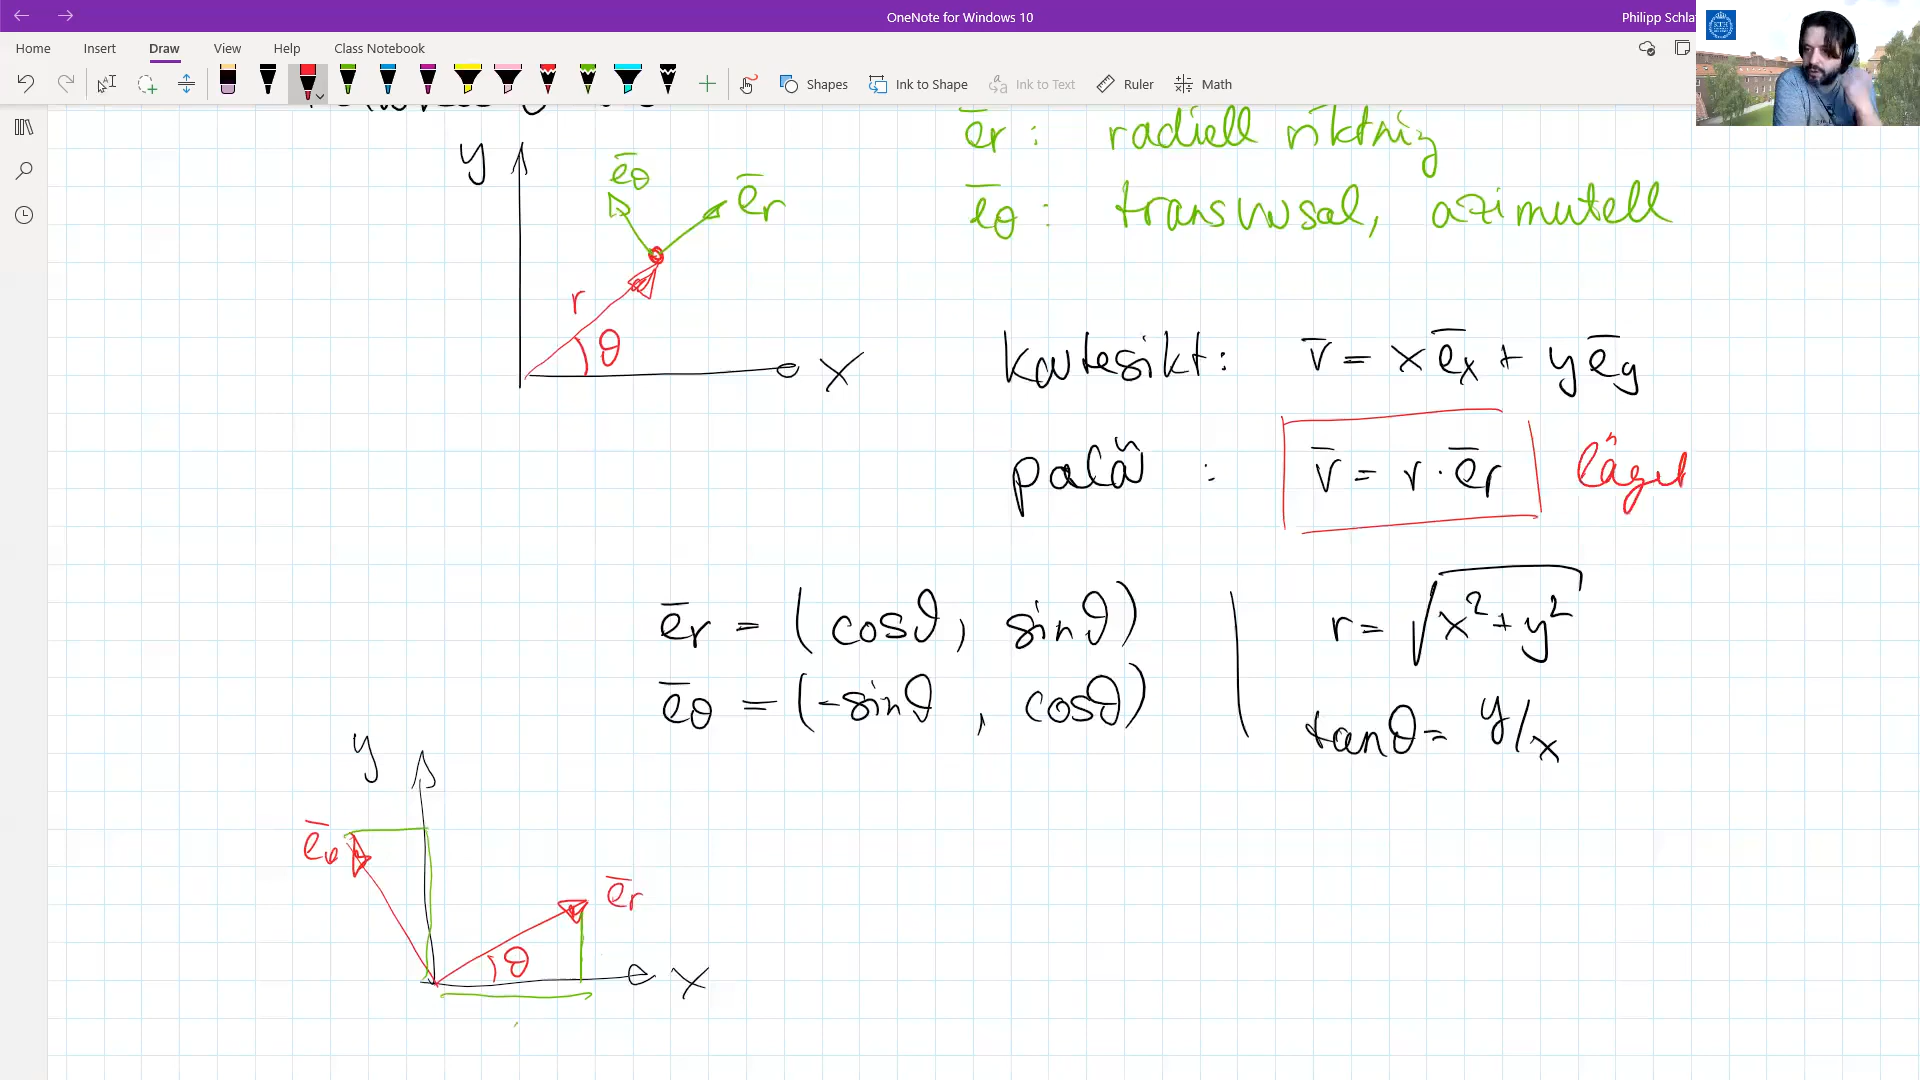 OneNote for Windows 10
Philipp Schla
Home Insert Draw View Help Class Notebook
Shapes Ink to Shape Ink to Text Ruler Math
ēr : radiell riktnig
ēθ : transversal, azimutell
y
ēθ
ēr
r
θ
x
kartesikt: r̄ = x ēx + y ēy
polär : r̄ = r · ēr läget
ēr = ( cosθ, sinθ )
r = √x² + y²
ēθ = (-sinθ , cosθ)
tanθ = y/x
y
ēθ
ēr
θ
x